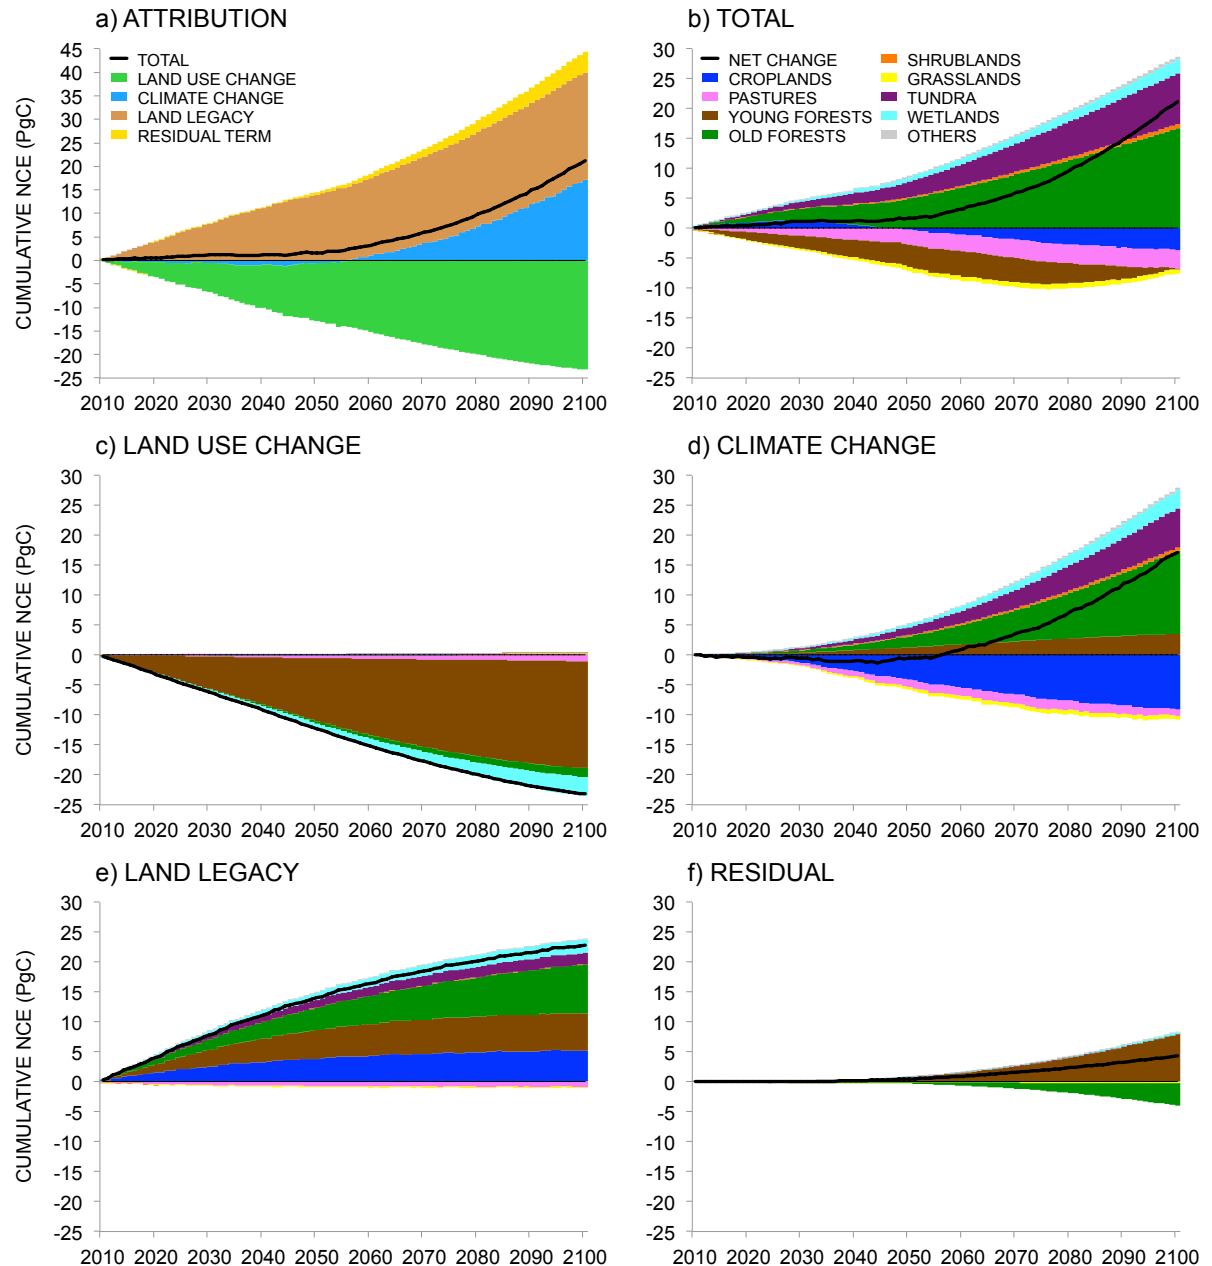 a) ATTRIBUTION
45
40
35
30
25
20
15
10
5
0
-5
-10
-15
-20
-25
CUMULATIVE NCE (PgC)
TOTAL
LAND USE CHANGE
CLIMATE CHANGE
LAND LEGACY
RESIDUAL TERM
2010 2020 2030 2040 2050 2060 2070 2080 2090 2100
b) TOTAL
30
25
20
15
10
5
0
-5
-10
-15
-20
-25
NET CHANGE
CROPLANDS
PASTURES
YOUNG FORESTS
OLD FORESTS
SHRUBLANDS
GRASSLANDS
TUNDRA
WETLANDS
OTHERS
2010 2020 2030 2040 2050 2060 2070 2080 2090 2100
c) LAND USE CHANGE
30
25
20
15
10
5
0
-5
-10
-15
-20
-25
CUMULATIVE NCE (PgC)
2010 2020 2030 2040 2050 2060 2070 2080 2090 2100
d) CLIMATE CHANGE
30
25
20
15
10
5
0
-5
-10
-15
-20
-25
2010 2020 2030 2040 2050 2060 2070 2080 2090 2100
e) LAND LEGACY
30
25
20
15
10
5
0
-5
-10
-15
-20
-25
CUMULATIVE NCE (PgC)
2010 2020 2030 2040 2050 2060 2070 2080 2090 2100
f) RESIDUAL
30
25
20
15
10
5
0
-5
-10
-15
-20
-25
2010 2020 2030 2040 2050 2060 2070 2080 2090 2100